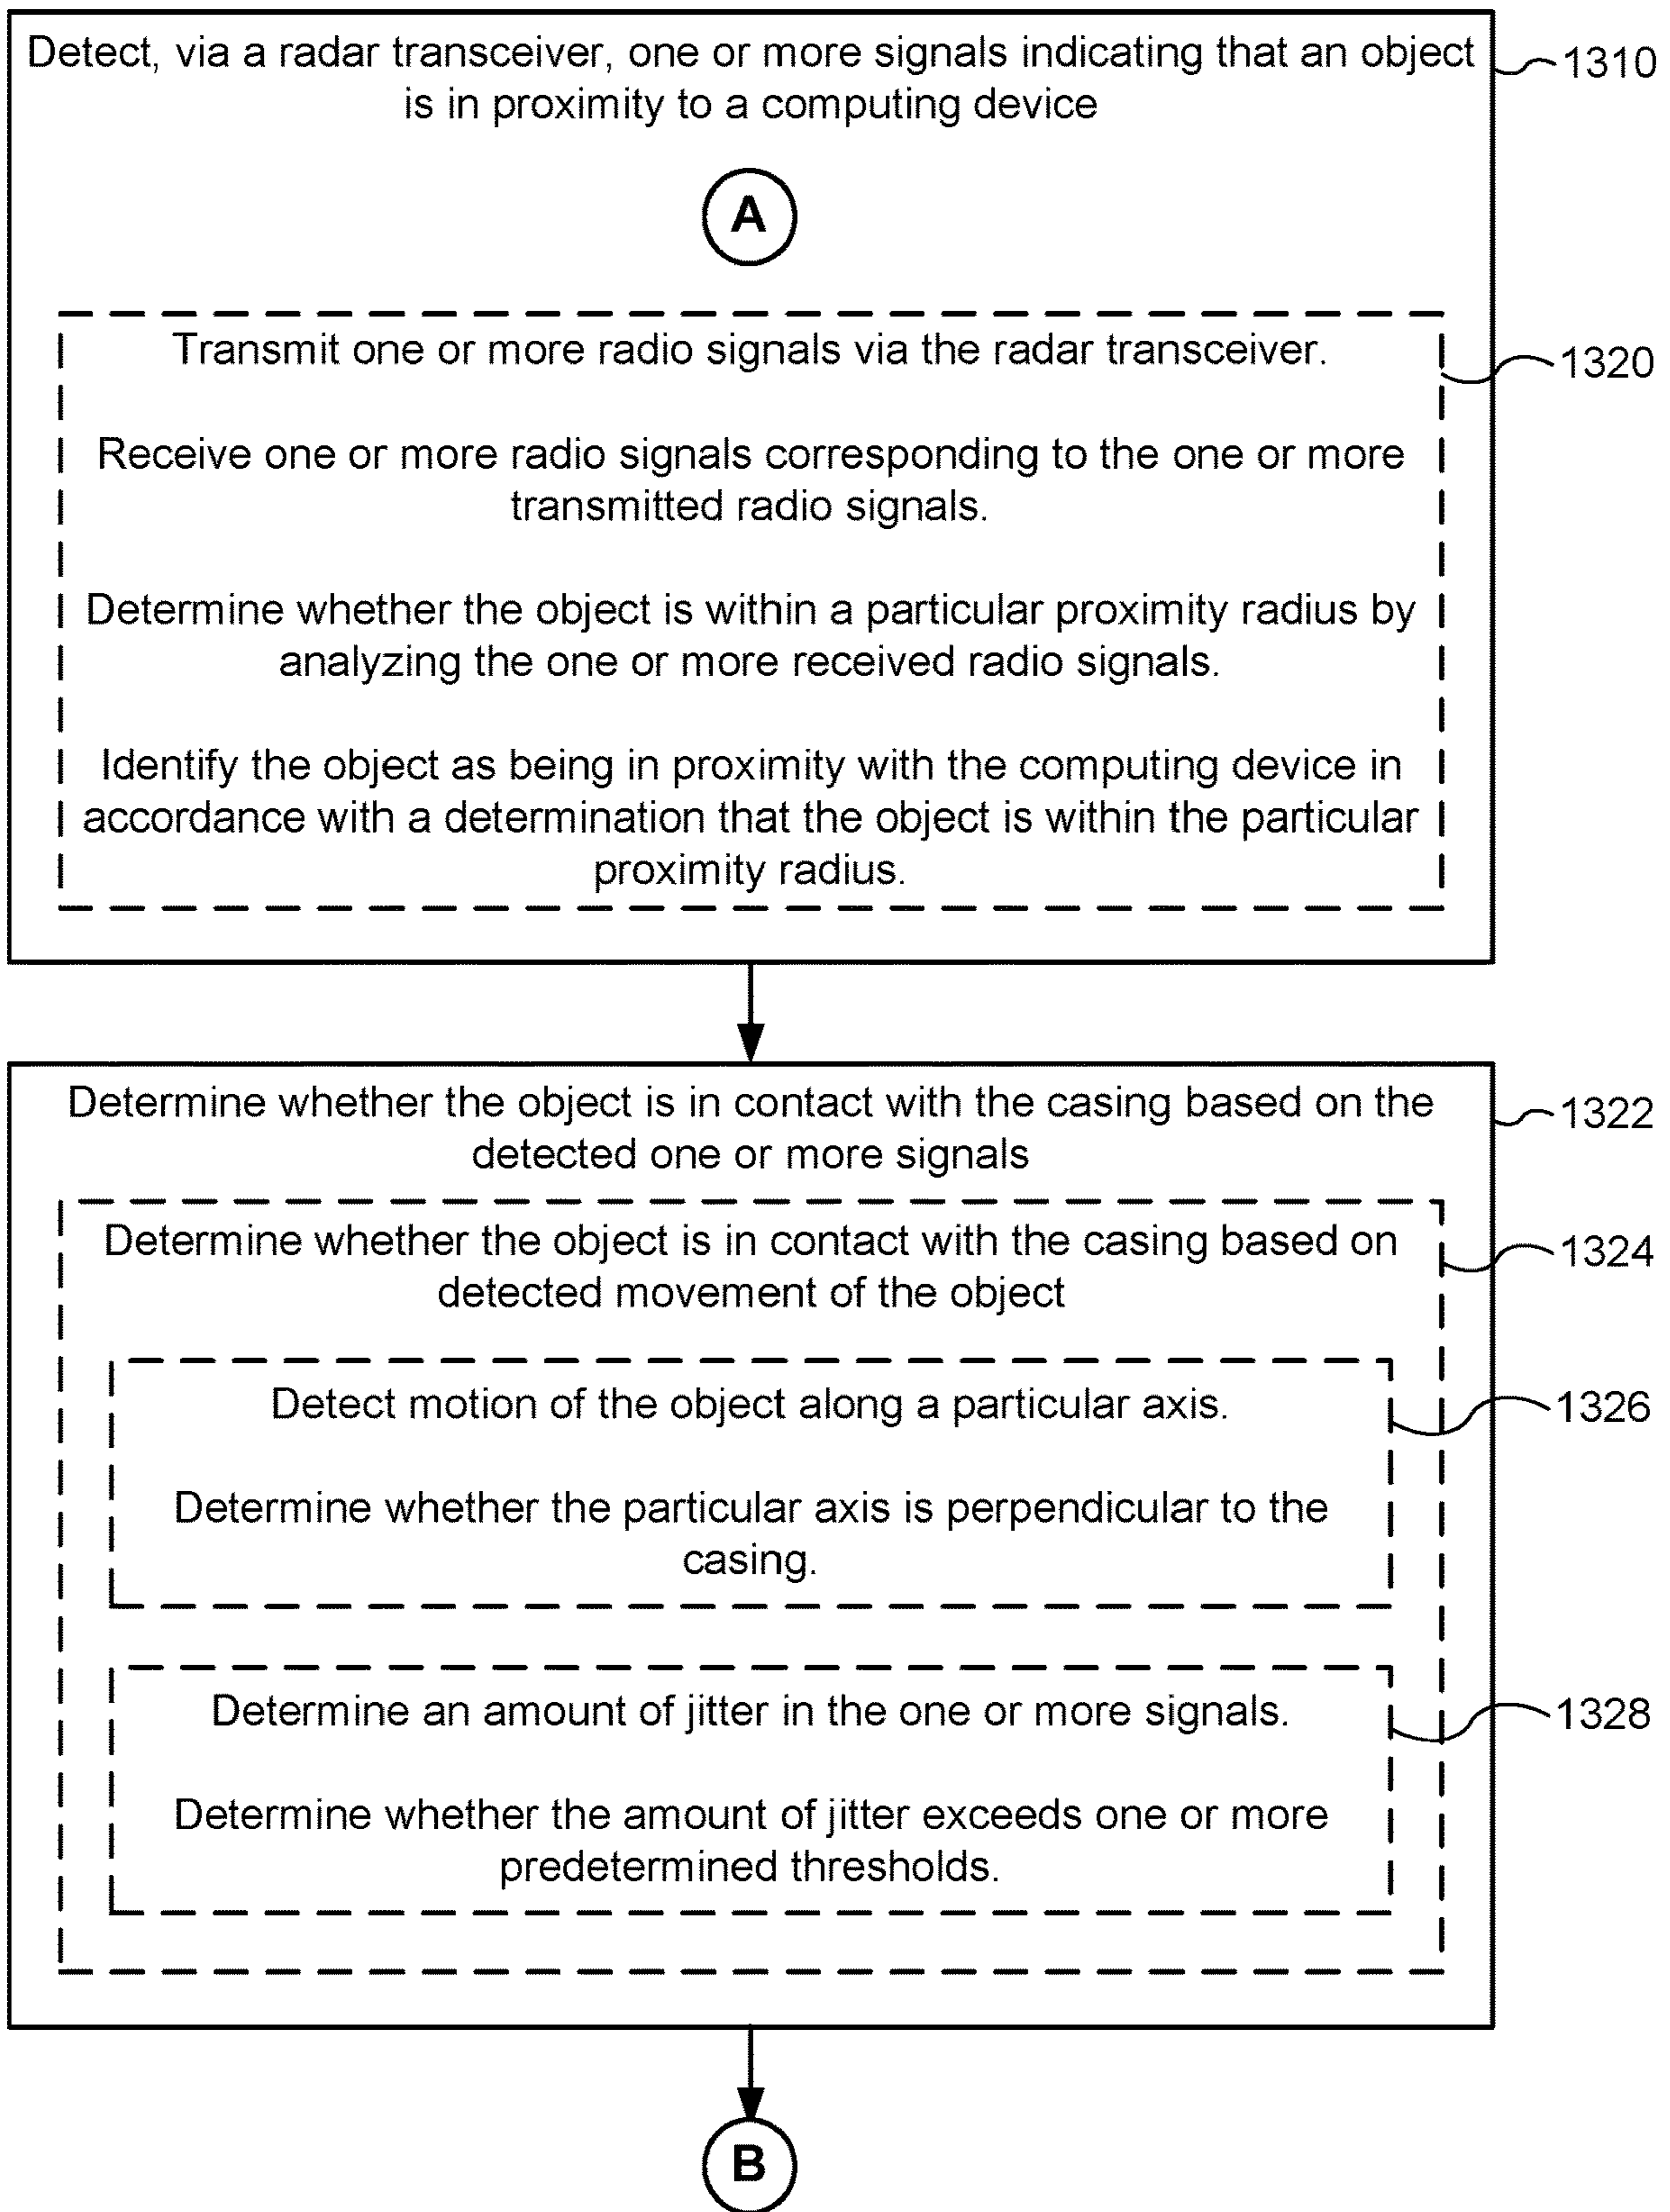 Detect, via a radar transceiver, one or more signals indicating that an object
is in proximity to a computing device
1310
A
Transmit one or more radio signals via the radar transceiver.
1320
Receive one or more radio signals corresponding to the one or more
transmitted radio signals.
Determine whether the object is within a particular proximity radius by
analyzing the one or more received radio signals.
Identify the object as being in proximity with the computing device in
accordance with a determination that the object is within the particular
proximity radius.
Determine whether the object is in contact with the casing based on the
detected one or more signals
1322
Determine whether the object is in contact with the casing based on
detected movement of the object
1324
Detect motion of the object along a particular axis.
1326
Determine whether the particular axis is perpendicular to the
casing.
Determine an amount of jitter in the one or more signals.
1328
Determine whether the amount of jitter exceeds one or more
predetermined thresholds.
B